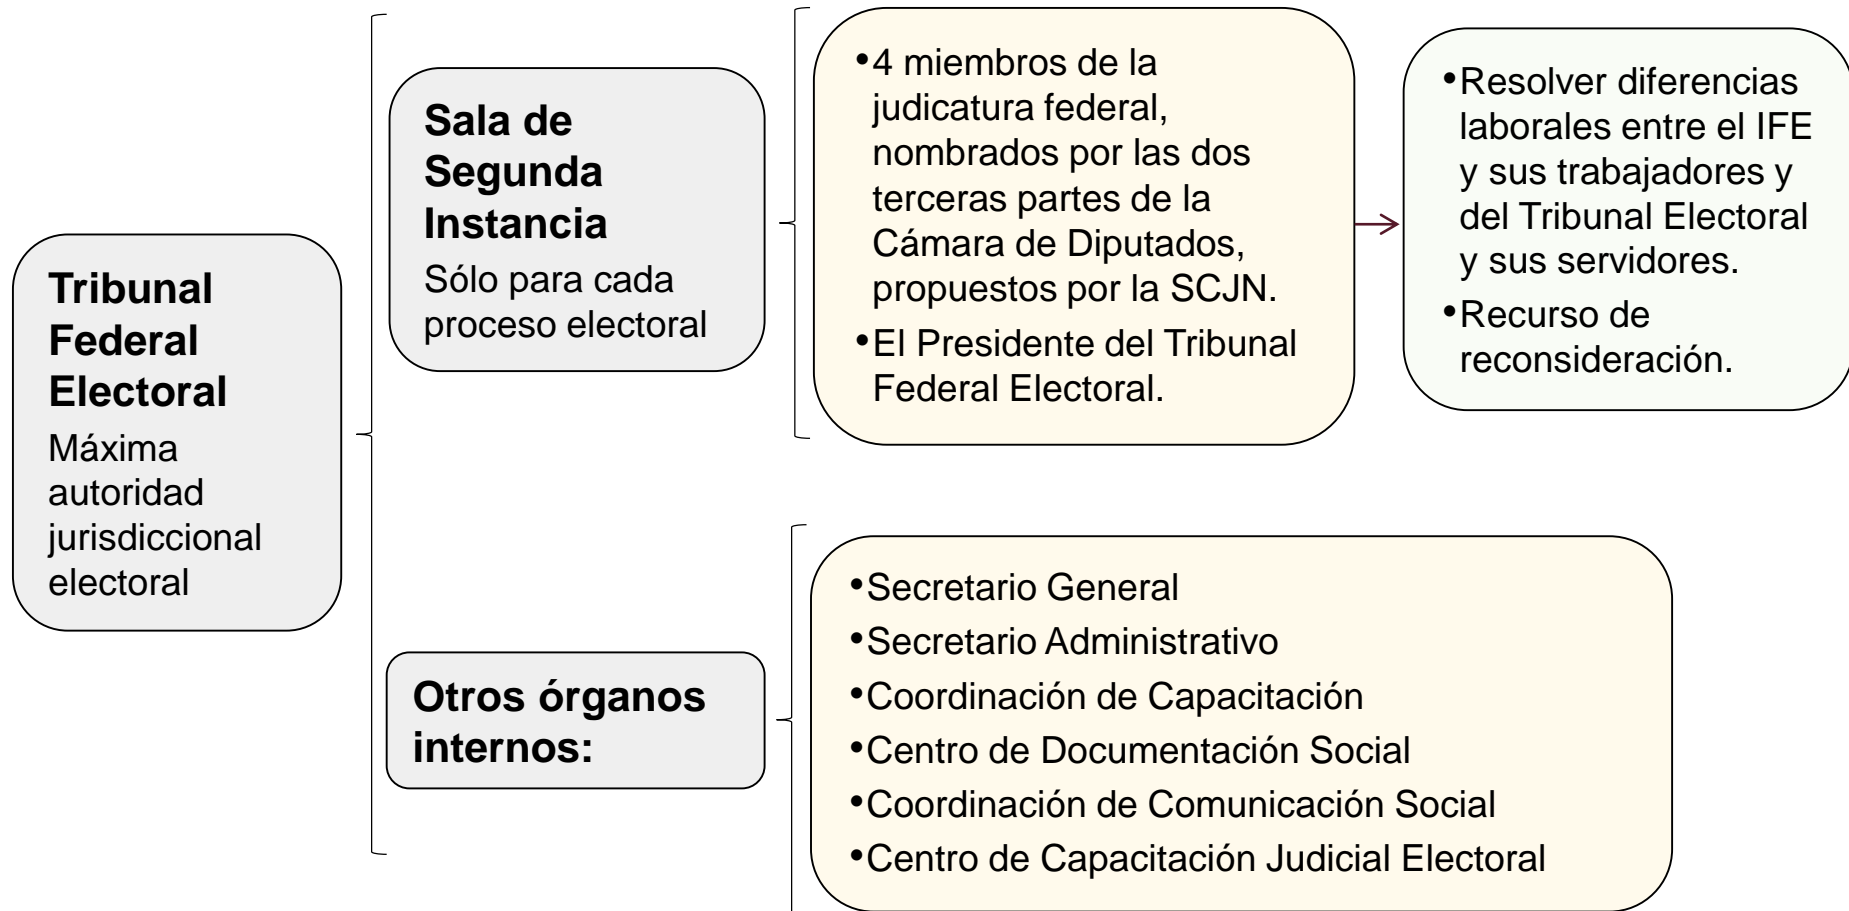 Tribunal
Federal
Electoral
Máxima
autoridad
jurisdiccional
electoral
Sala de
Segunda
Instancia
Sólo para cada
proceso electoral
•4 miembros de la
judicatura federal,
nombrados por las dos
terceras partes de la
Cámara de Diputados,
propuestos por la SCJN.
•El Presidente del Tribunal
Federal Electoral.
•Resolver diferencias
laborales entre el IFE
y sus trabajadores y
del Tribunal Electoral
y sus servidores.
•Recurso de
reconsideración.
Otros órganos
internos:
•Secretario General
•Secretario Administrativo
•Coordinación de Capacitación
•Centro de Documentación Social
•Coordinación de Comunicación Social
•Centro de Capacitación Judicial Electoral